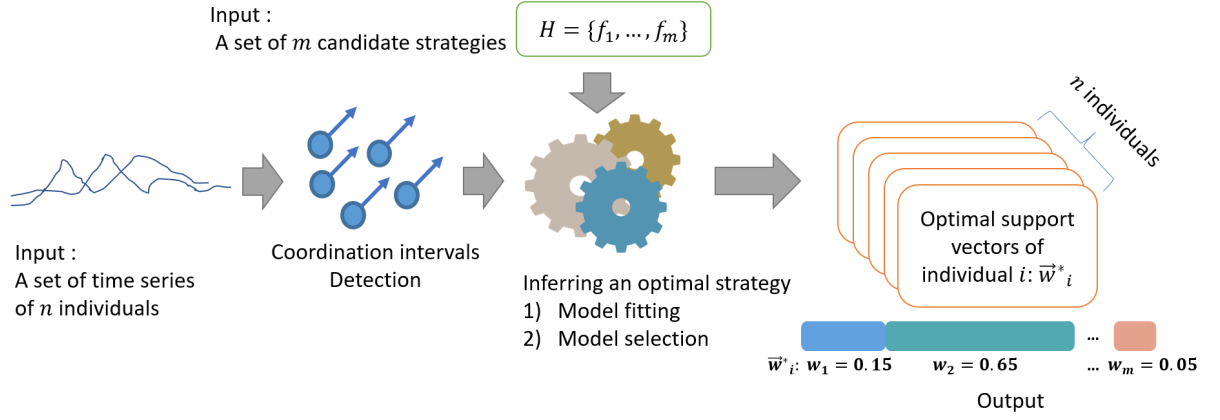 Input :
A set of m candidate strategies
H = {f₁, ..., fₘ}
Input :
A set of time series
of n individuals
Coordination intervals
Detection
Inferring an optimal strategy
1) Model fitting
2) Model selection
n individuals
Optimal support
vectors of
individual i: w⃗*ᵢ
...
w⃗*ᵢ: w₁ = 0.15 w₂ = 0.65 ... wₘ = 0.05
Output